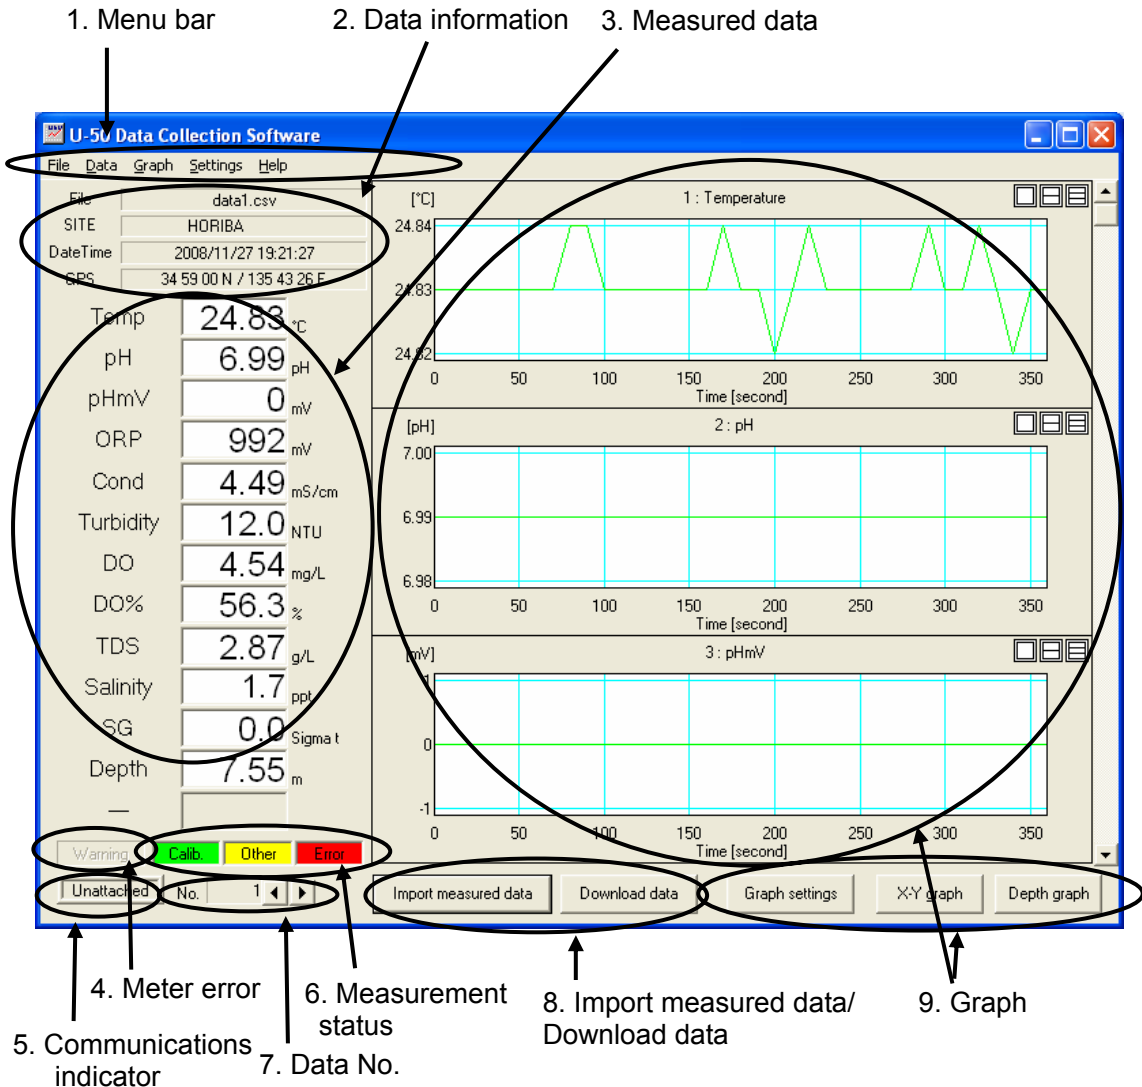 1. Menu bar
2. Data information
3. Measured data
U-50 Data Collection Software
File Data Graph Settings Help
File data1.csv
SITE HORIBA
DateTime 2008/11/27 19:21:27
GPS 34 59 00 N / 135 43 26 E
Temp 24.83 °C
pH 6.99 pH
pHmV 0 mV
ORP 992 mV
Cond 4.49 mS/cm
Turbidity 12.0 NTU
DO 4.54 mg/L
DO% 56.3 %
TDS 2.87 g/L
Salinity 1.7 ppt
SG 0.0 Sigma t
Depth 7.55 m
—
Warning Calib. Other Error
Unattached No. 1
[°C] 1 : Temperature
24.84
24.83
24.82
0 50 100 150 200 250 300 350
Time [second]
[pH] 2 : pH
7.00
6.99
6.98
0 50 100 150 200 250 300 350
Time [second]
[mV] 3 : pHmV
1
0
-1
0 50 100 150 200 250 300 350
Time [second]
Import measured data Download data Graph settings X-Y graph Depth graph
4. Meter error
5. Communications
indicator
6. Measurement
status
7. Data No.
8. Import measured data/
Download data
9. Graph